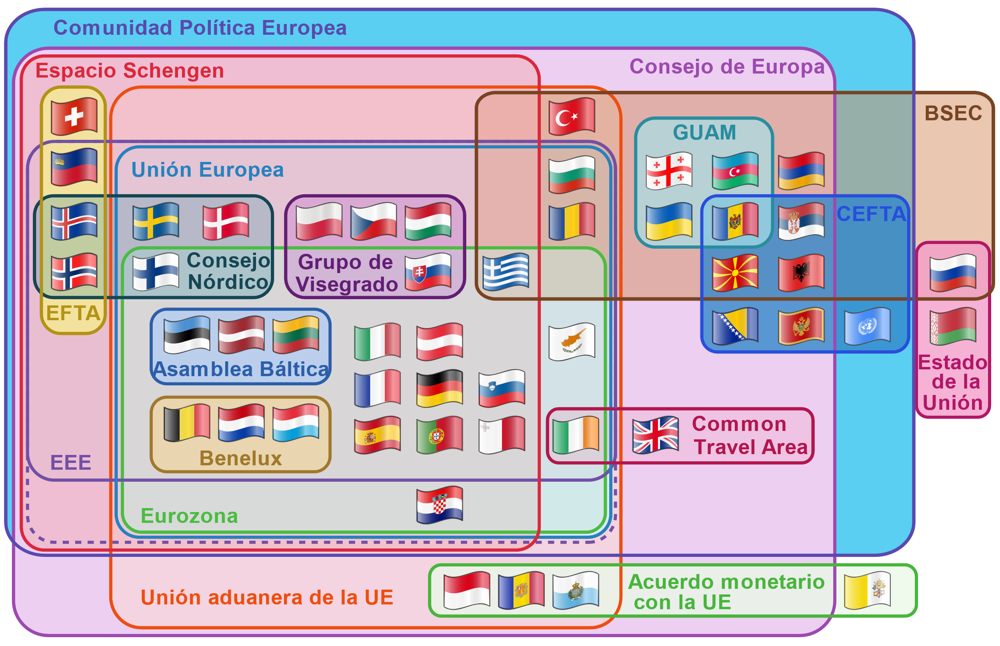 Comunidad Política Europea
Consejo de Europa
Espacio Schengen
BSEC
GUAM
Unión Europea
CEFTA
Consejo
Nórdico
Grupo de
Visegrado
EFTA
Asamblea Báltica
Estado
de la
Unión
Common
Travel Area
Benelux
EEE
Eurozona
Acuerdo monetario
con la UE
Unión aduanera de la UE